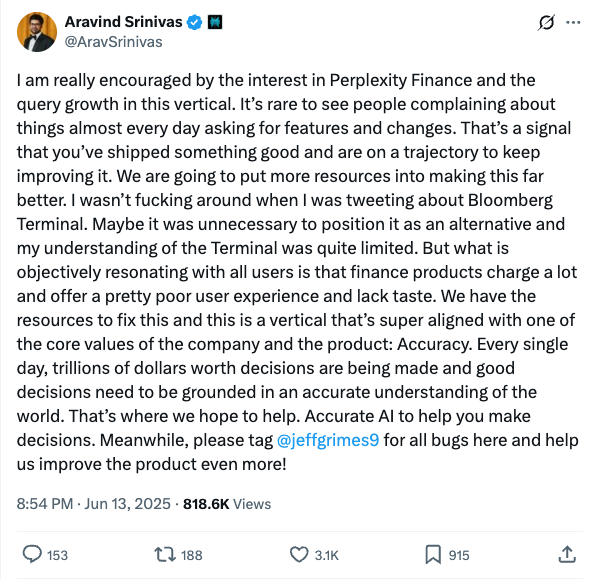 Aravind Srinivas
@AravSrinivas
I am really encouraged by the interest in Perplexity Finance and the
query growth in this vertical. It’s rare to see people complaining about
things almost every day asking for features and changes. That’s a signal
that you’ve shipped something good and are on a trajectory to keep
improving it. We are going to put more resources into making this far
better. I wasn’t fucking around when I was tweeting about Bloomberg
Terminal. Maybe it was unnecessary to position it as an alternative and
my understanding of the Terminal was quite limited. But what is
objectively resonating with all users is that finance products charge a lot
and offer a pretty poor user experience and lack taste. We have the
resources to fix this and this is a vertical that’s super aligned with one of
the core values of the company and the product: Accuracy. Every single
day, trillions of dollars worth decisions are being made and good
decisions need to be grounded in an accurate understanding of the
world. That’s where we hope to help. Accurate AI to help you make
decisions. Meanwhile, please tag @jeffgrimes9 for all bugs here and help
us improve the product even more!
8:54 PM · Jun 13, 2025 · 818.6K Views
153 188 3.1K 915